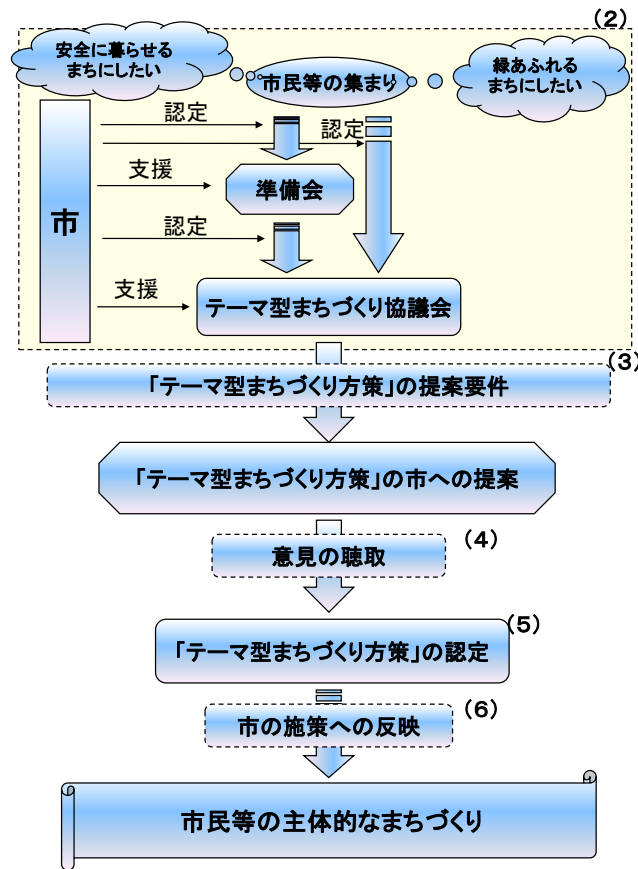 (2)
安全に暮らせる
まちにしたい
市民等の集まり
緑あふれる
まちにしたい
認定
認定
支援
準備会
市
認定
支援
テーマ型まちづくり協議会
(3)
「テーマ型まちづくり方策」の提案要件
「テーマ型まちづくり方策」の市への提案
(4)
意見の聴取
(5)
「テーマ型まちづくり方策」の認定
(6)
市の施策への反映
市民等の主体的なまちづくり